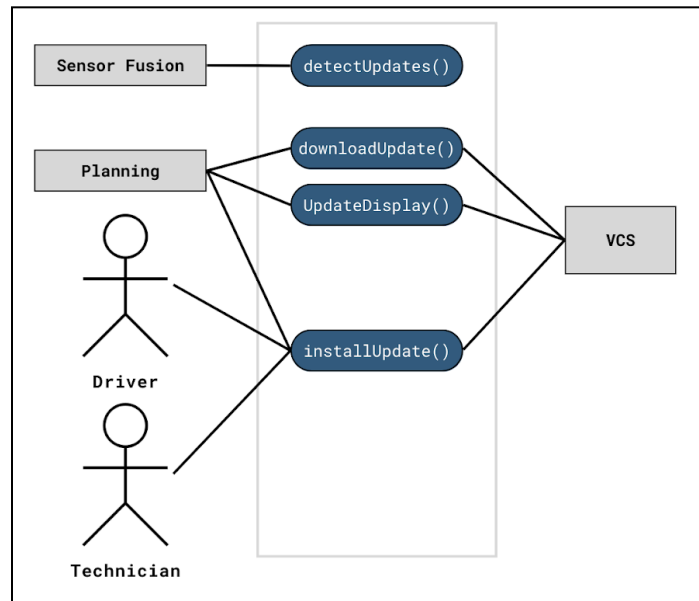 Sensor Fusion
detectUpdates()
Planning
downloadUpdate()
UpdateDisplay()
VCS
installUpdate()
Driver
Technician